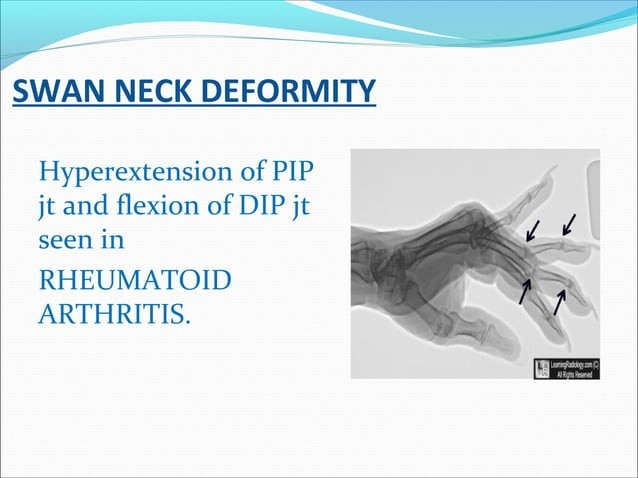 SWAN NECK DEFORMITY
Hyperextension of PIP
jt and flexion of DIP jt
seen in
RHEUMATOID
ARTHRITIS.
LearningRadiology.com (C)
All Rights Reserved